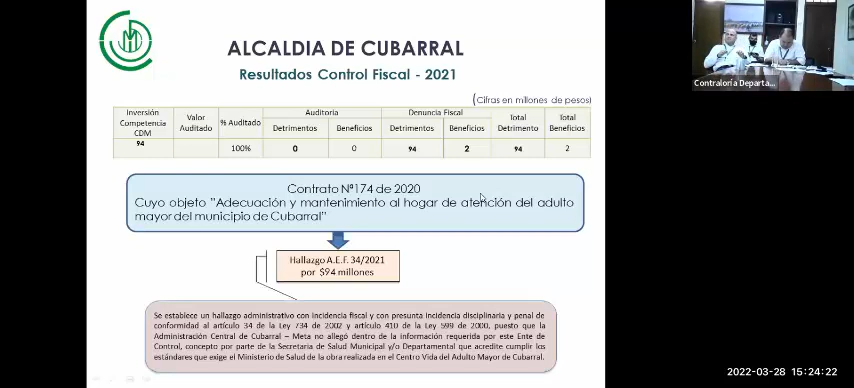 ALCALDIA DE CUBARRAL
Resultados Control Fiscal - 2021
(Cifras en millones de pesos)
Inversión Competencia CDM | Valor Auditado | % Auditado | Auditoria | Denuncia Fiscal | Total Detrimento | Total Beneficios
Detrimentos | Beneficios | Detrimentos | Beneficios
94 | 100% | 0 | 0 | 94 | 2 | 94 | 2
Contrato Nª174 de 2020
Cuyo objeto "Adecuación y mantenimiento al hogar de atención del adulto
mayor del municipio de Cubarral"
Hallazgo A.E.F. 34/2021
por $94 millones
Se establece un hallazgo administrativo con incidencia fiscal y con presunta incidencia disciplinaria y penal de
conformidad al artículo 34 de la Ley 734 de 2002 y artículo 410 de la Ley 599 de 2000, puesto que la
Administración Central de Cubarral – Meta no allegó dentro de la información requerida por este Ente de
Control, concepto por parte de la Secretaria de Salud Municipal y/o Departamental que acredite cumplir los
estándares que exige el Ministerio de Salud de la obra realizada en el Centro Vida del Adulto Mayor de Cubarral.
Contraloría Departa...
2022-03-28 15:24:22